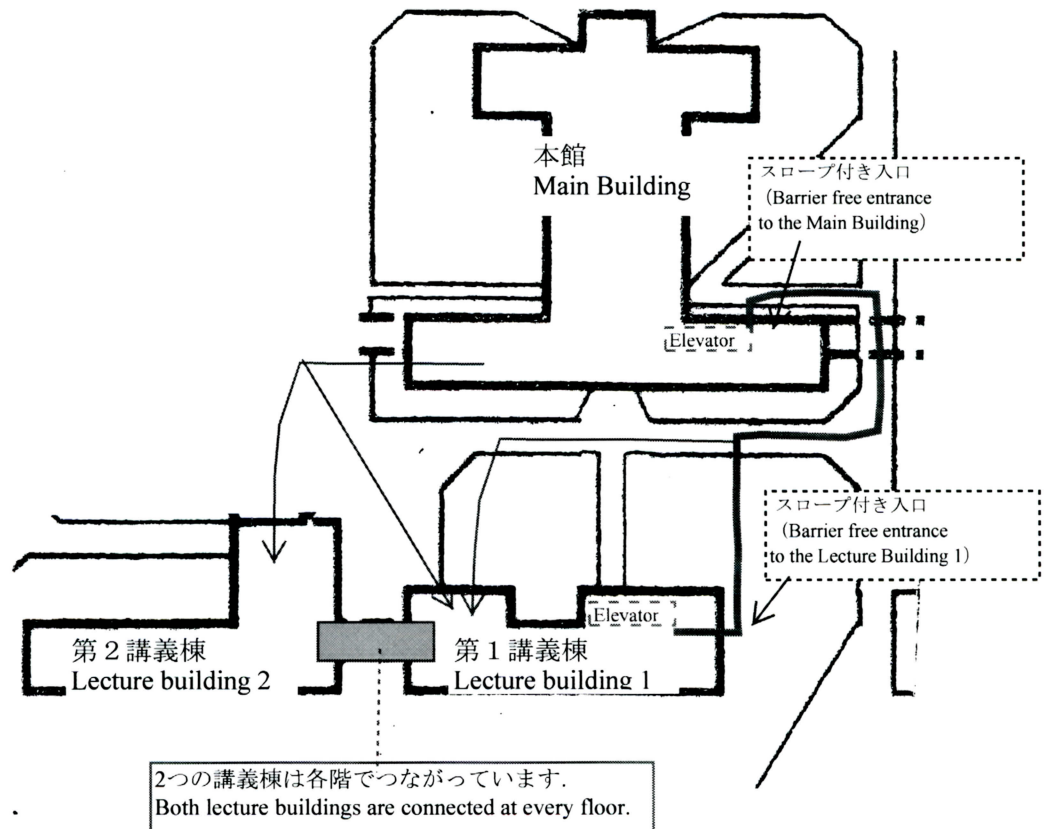 本館
Main Building
スロープ付き入口
（Barrier free entrance
to the Main Building）
Elevator
スロープ付き入口
（Barrier free entrance
to the Lecture Building 1）
Elevator
第２講義棟
Lecture building 2
第１講義棟
Lecture building 1
2つの講義棟は各階でつながっています.
Both lecture buildings are connected at every floor.